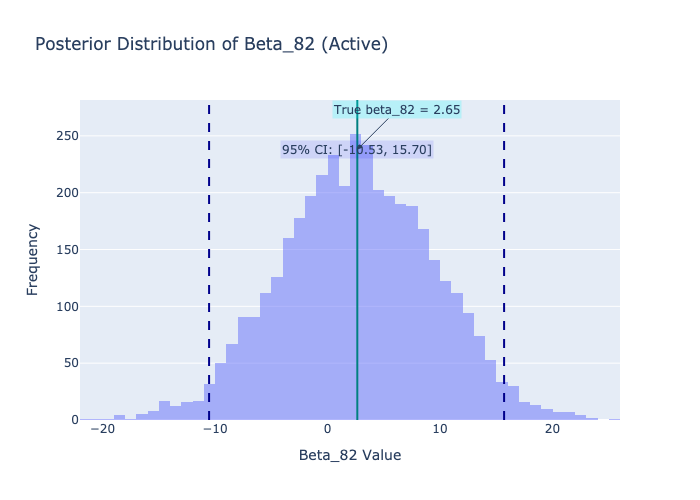 Posterior Distribution of Beta_82 (Active)
True beta_82 = 2.65
95% CI: [-10.53, 15.70]
250
200
150
100
50
0
Frequency
−20
−10
0
10
20
Beta_82 Value